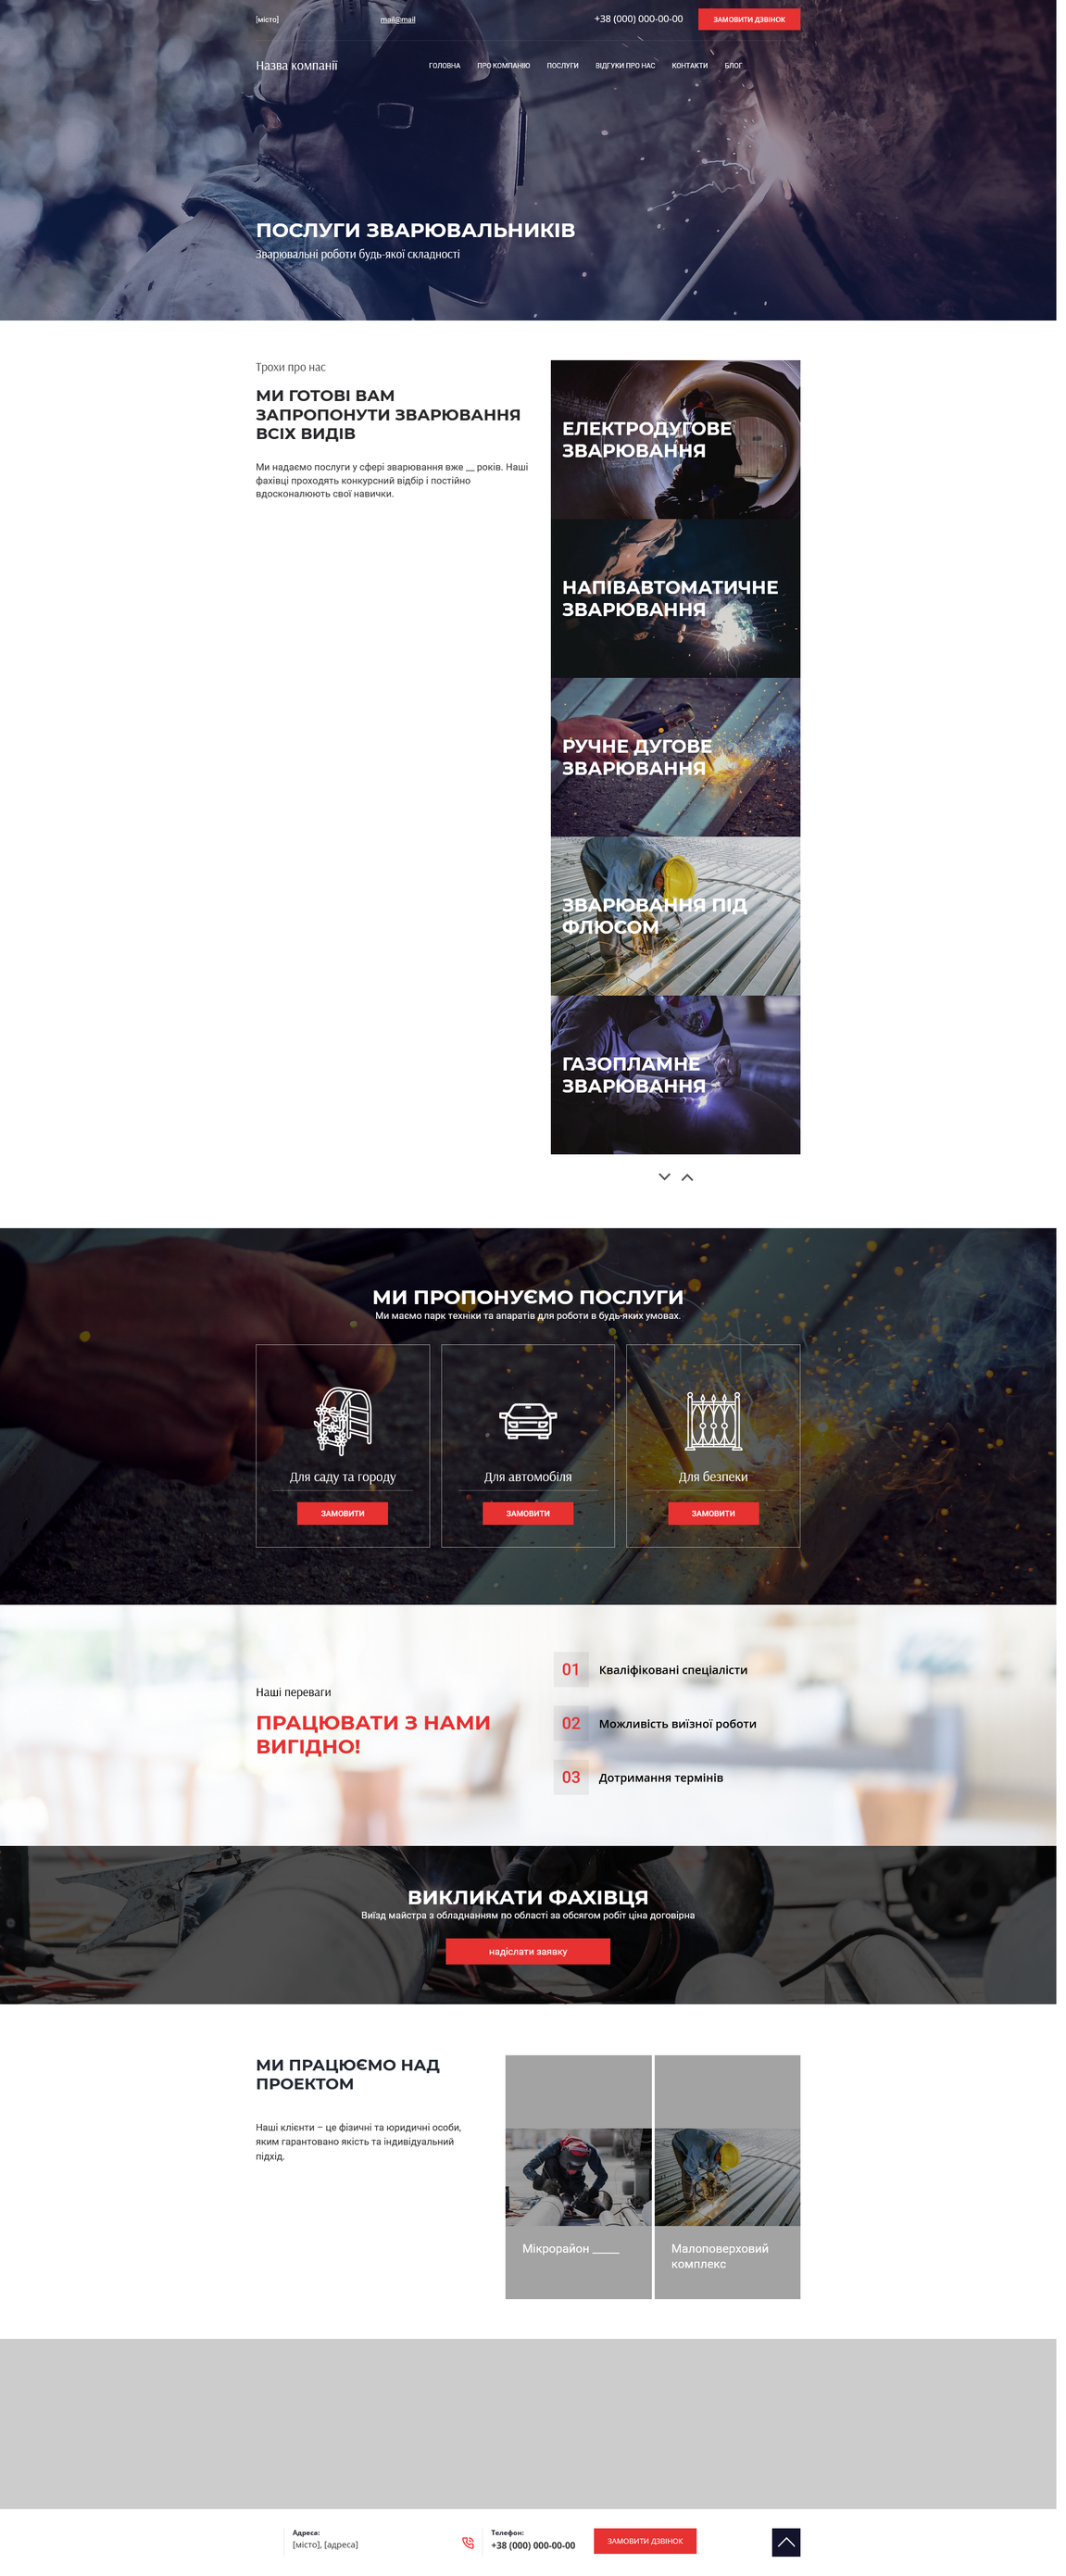 [місто]
mail@mail
+38 (000) 000-00-00
ЗАМОВИТИ ДЗВІНОК
Назва компанії
ГОЛОВНА
ПРО КОМПАНІЮ
ПОСЛУГИ
ВІДГУКИ ПРО НАС
КОНТАКТИ
БЛОГ
ПОСЛУГИ ЗВАРЮВАЛЬНИКІВ
Зварювальні роботи будь-якої складності
Трохи про нас
МИ ГОТОВІ ВАМ
ЗАПРОПОНУТИ ЗВАРЮВАННЯ
ВСІХ ВИДІВ
Ми надаємо послуги у сфері зварювання вже __ років. Наші
фахівці проходять конкурсний відбір і постійно
вдосконалюють свої навички.
ЕЛЕКТРОДУГОВЕ
ЗВАРЮВАННЯ
НАПІВАВТОМАТИЧНЕ
ЗВАРЮВАННЯ
РУЧНЕ ДУГОВЕ
ЗВАРЮВАННЯ
ЗВАРЮВАННЯ ПІД
ФЛЮСОМ
ГАЗОПЛАМНЕ
ЗВАРЮВАННЯ
МИ ПРОПОНУЄМО ПОСЛУГИ
Ми маємо парк техніки та апаратів для роботи в будь-яких умовах.
Для саду та городу
ЗАМОВИТИ
Для автомобіля
ЗАМОВИТИ
Для безпеки
ЗАМОВИТИ
Наші переваги
ПРАЦЮВАТИ З НАМИ
ВИГІДНО!
01 Кваліфіковані спеціалісти
02 Можливість виїзної роботи
03 Дотримання термінів
ВИКЛИКАТИ ФАХІВЦЯ
Виїзд майстра з обладнанням по області за обсягом робіт ціна договірна
надіслати заявку
МИ ПРАЦЮЄМО НАД
ПРОЕКТОМ
Наші клієнти – це фізичні та юридичні особи,
яким гарантовано якість та індивідуальний
підхід.
Мікрорайон _____
Малоповерховий
комплекс
Адреса:
[місто], [адреса]
Телефон:
+38 (000) 000-00-00
ЗАМОВИТИ ДЗВІНОК